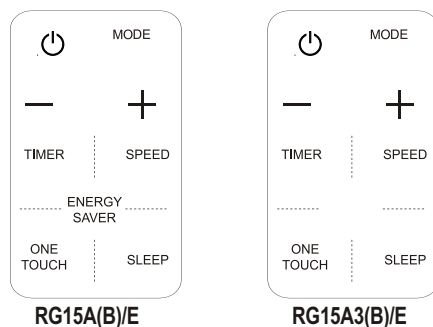 MODE MODE
TIMER SPEED TIMER SPEED
ENERGY
SAVER
ONE
TOUCH SLEEP ONE
TOUCH SLEEP
RG15A(B)/E RG15A3(B)/E